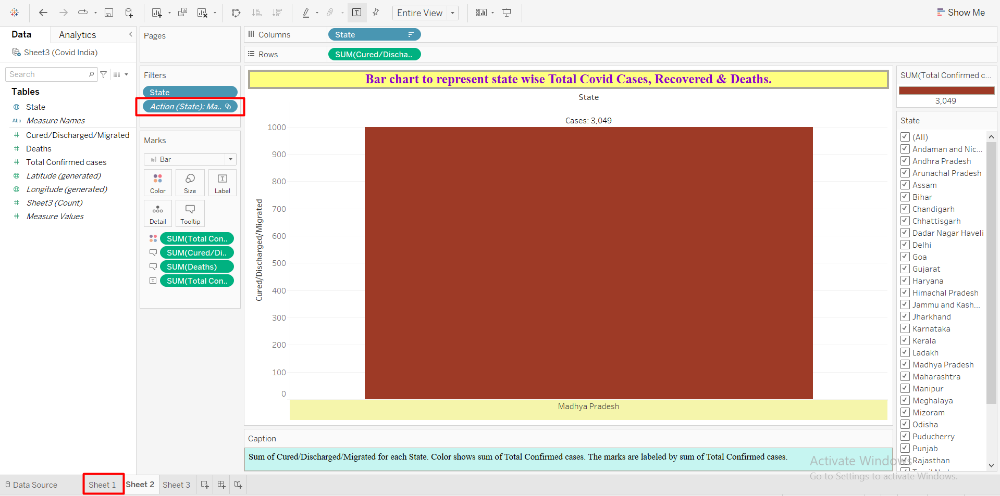 Entire View
Show Me
Data
Analytics
Sheet3 (Covid India)
Search
Tables
State
Abc Measure Names
Cured/Discharged/Migrated
Deaths
Total Confirmed cases
Latitude (generated)
Longitude (generated)
Sheet3 (Count)
Measure Values
Pages
Filters
State
Action (State): Ma..
Marks
Bar
Color
Size
Label
Detail
Tooltip
SUM(Total Con..
SUM(Cured/Di..
SUM(Deaths)
SUM(Total Con..
Columns
State
Rows
SUM(Cured/Discha..
Bar chart to represent state wise Total Covid Cases, Recovered & Deaths.
State
Cases: 3,049
Cured/Discharged/Migrated
1000
900
800
700
600
500
400
300
200
100
0
Madhya Pradesh
Caption
Sum of Cured/Discharged/Migrated for each State. Color shows sum of Total Confirmed cases. The marks are labeled by sum of Total Confirmed cases.
SUM(Total Confirmed c...
3,049
State
(All)
Andaman and Nic...
Andhra Pradesh
Arunachal Pradesh
Assam
Bihar
Chandigarh
Chhattisgarh
Dadar Nagar Haveli
Delhi
Goa
Gujarat
Haryana
Himachal Pradesh
Jammu and Kash...
Jharkhand
Karnataka
Kerala
Ladakh
Madhya Pradesh
Maharashtra
Manipur
Meghalaya
Mizoram
Odisha
Puducherry
Punjab
Rajasthan
Activate Windows
Go to Settings to activate Windows.
Data Source
Sheet 1
Sheet 2
Sheet 3